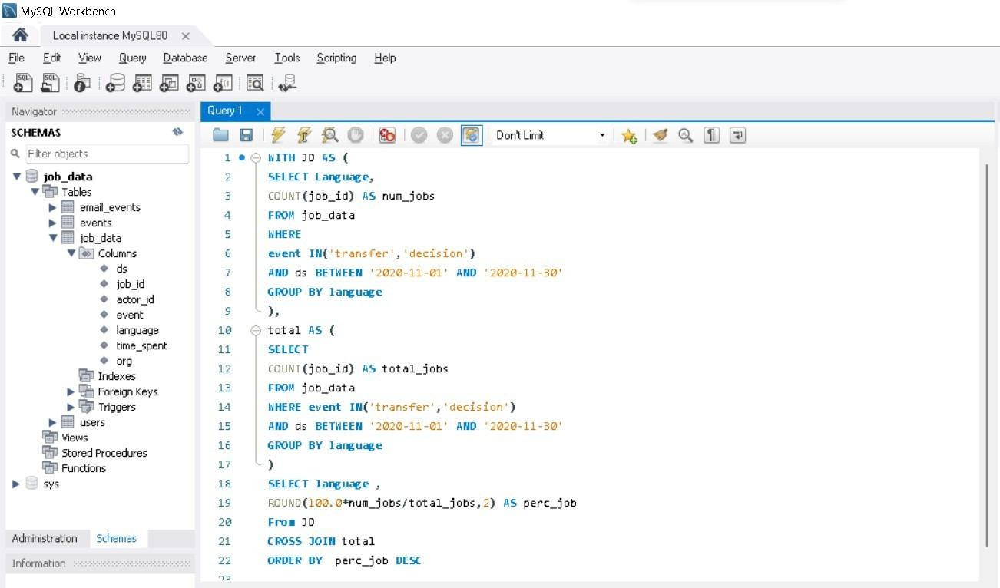 MySQL Workbench
Local instance MySQL80
File Edit View Query Database Server Tools Scripting Help
Navigator
SCHEMAS
Filter objects
job_data
Tables
email_events
events
job_data
Columns
ds
job_id
actor_id
event
language
time_spent
org
Indexes
Foreign Keys
Triggers
users
Views
Stored Procedures
Functions
sys
Administration Schemas
Information
Query 1
Don't Limit
1 WITH JD AS (
2 SELECT Language,
3 COUNT(job_id) AS num_jobs
4 FROM job_data
5 WHERE
6 event IN('transfer','decision')
7 AND ds BETWEEN '2020-11-01' AND '2020-11-30'
8 GROUP BY language
9 ),
10 total AS (
11 SELECT
12 COUNT(job_id) AS total_jobs
13 FROM job_data
14 WHERE event IN('transfer','decision')
15 AND ds BETWEEN '2020-11-01' AND '2020-11-30'
16 GROUP BY language
17 )
18 SELECT language ,
19 ROUND(100.0*num_jobs/total_jobs,2) AS perc_job
20 From JD
21 CROSS JOIN total
22 ORDER BY perc_job DESC
23